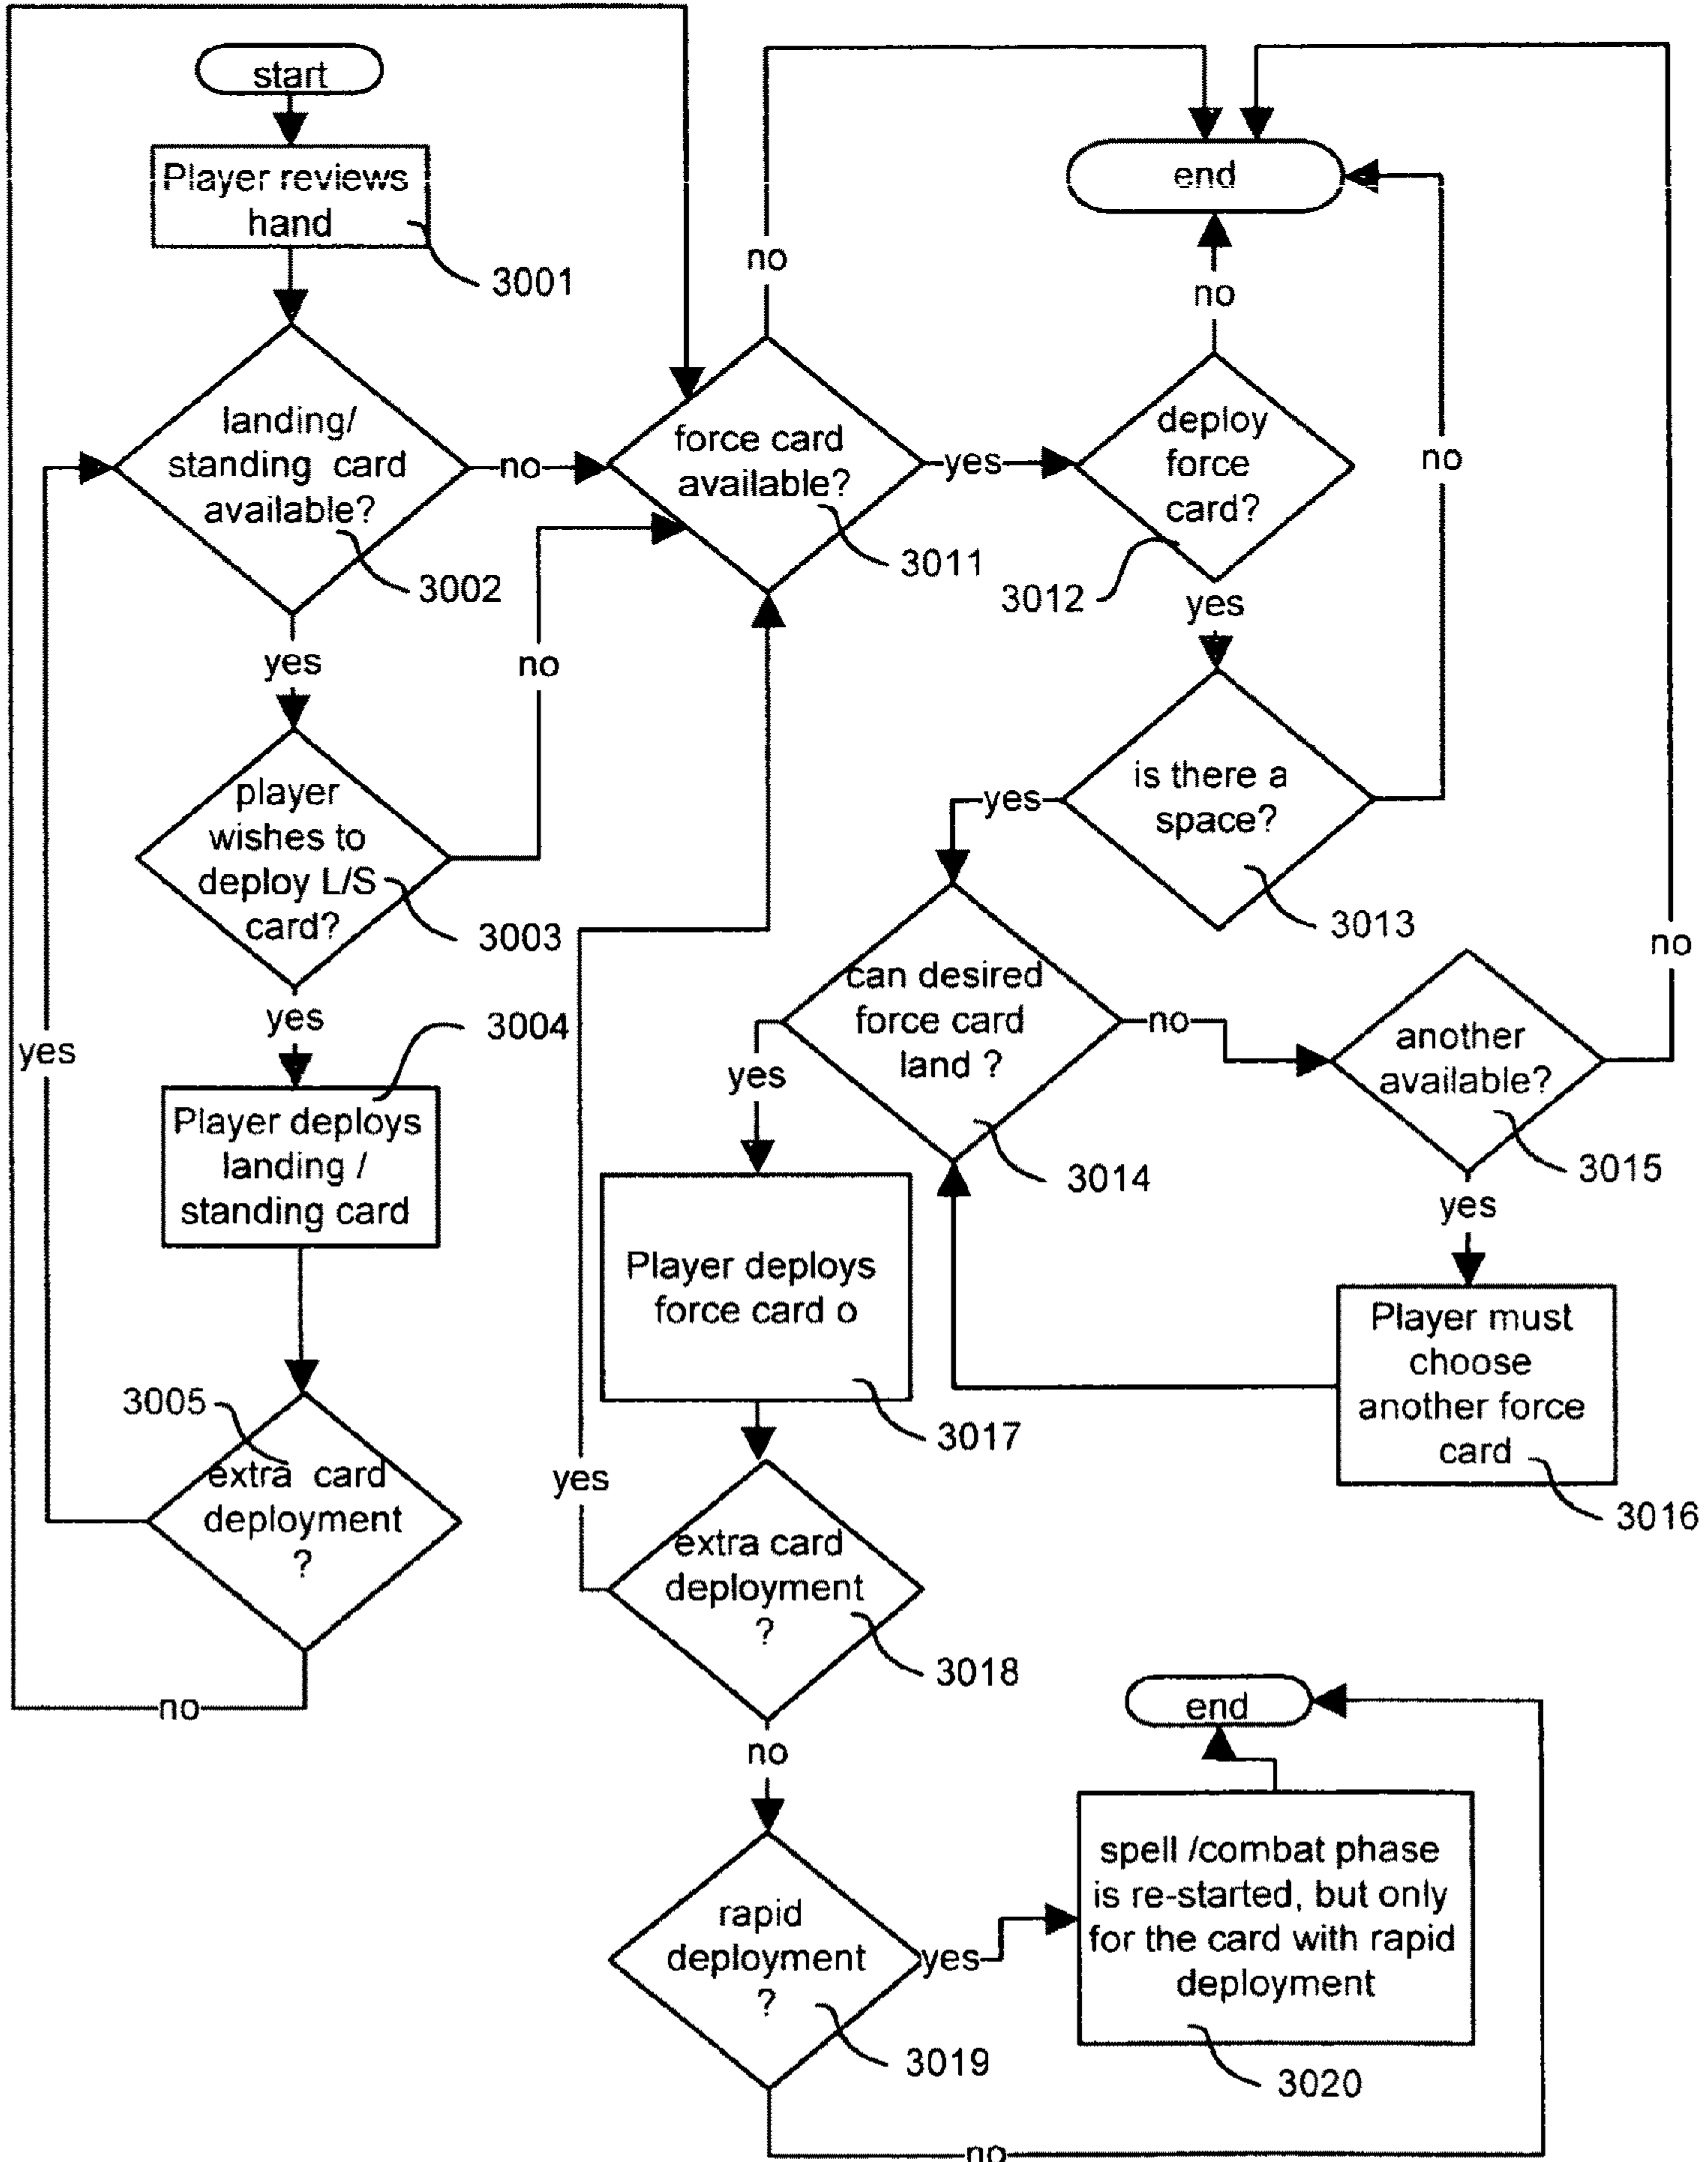 start
Player reviews
hand
3001
landing/
standing card
available?
3002
no
yes
player
wishes to
deploy L/S
card?
3003
no
yes
3004
Player deploys
landing /
standing card
3005
extra card
deployment
?
yes
no
force card
available?
3011
no
yes
end
no
deploy
force
card?
3012
yes
is there a
space?
3013
no
yes
can desired
force card
land ?
3014
no
yes
another
available?
3015
no
yes
Player must
choose
another force
card
3016
Player deploys
force card o
3017
extra card
deployment
?
3018
yes
no
rapid
deployment
?
3019
yes
no
spell /combat phase
is re-started, but only
for the card with rapid
deployment
3020
end